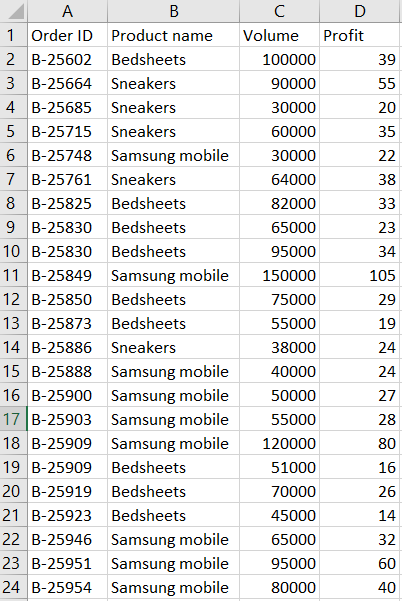 A B C D
1 Order ID Product name Volume Profit
2 B-25602 Bedsheets 100000 39
3 B-25664 Sneakers 90000 55
4 B-25685 Sneakers 30000 20
5 B-25715 Sneakers 60000 35
6 B-25748 Samsung mobile 30000 22
7 B-25761 Sneakers 64000 38
8 B-25825 Bedsheets 82000 33
9 B-25830 Bedsheets 65000 23
10 B-25830 Bedsheets 95000 34
11 B-25849 Samsung mobile 150000 105
12 B-25850 Bedsheets 75000 29
13 B-25873 Bedsheets 55000 19
14 B-25886 Sneakers 38000 24
15 B-25888 Samsung mobile 40000 24
16 B-25900 Samsung mobile 50000 27
17 B-25903 Samsung mobile 55000 28
18 B-25909 Samsung mobile 120000 80
19 B-25909 Bedsheets 51000 16
20 B-25919 Bedsheets 70000 26
21 B-25923 Bedsheets 45000 14
22 B-25946 Samsung mobile 65000 32
23 B-25951 Samsung mobile 95000 60
24 B-25954 Samsung mobile 80000 40